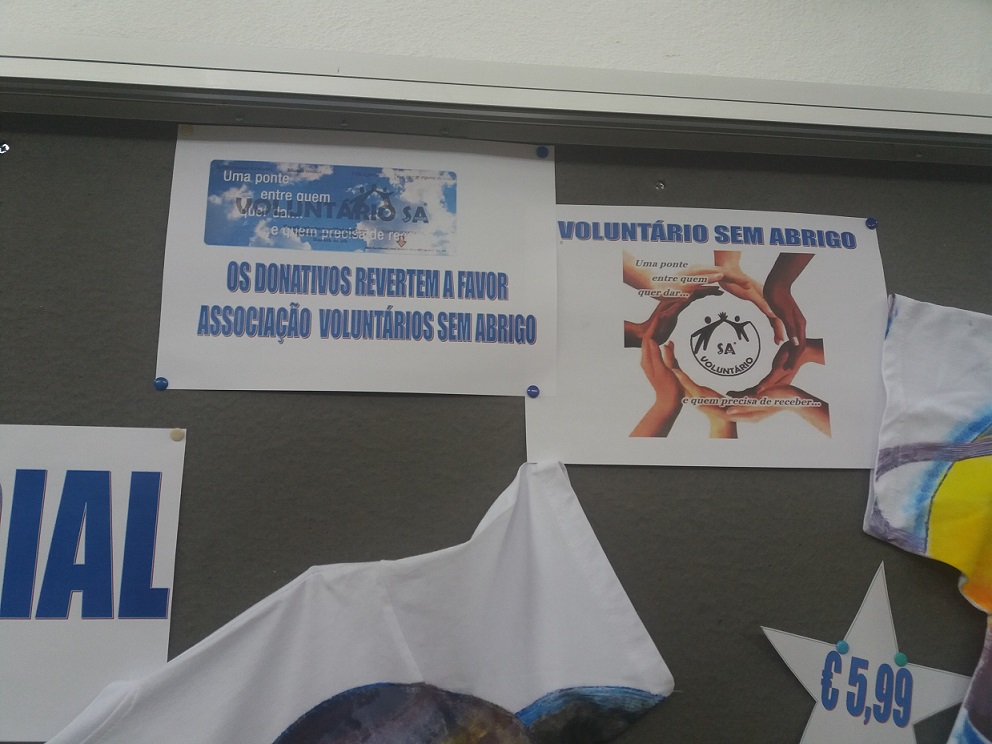 Uma ponte
entre quem
quer dar...
VOLUNTÁRIO SA
...e quem precisa de
OS DONATIVOS REVERTEM A FAVOR
ASSOCIAÇÃO VOLUNTÁRIOS SEM ABRIGO
VOLUNTÁRIO SEM ABRIGO
Uma ponte
entre quem
quer dar...
SA
VOLUNTÁRIO
e quem precisa de receber...
IAL
€ 5,99